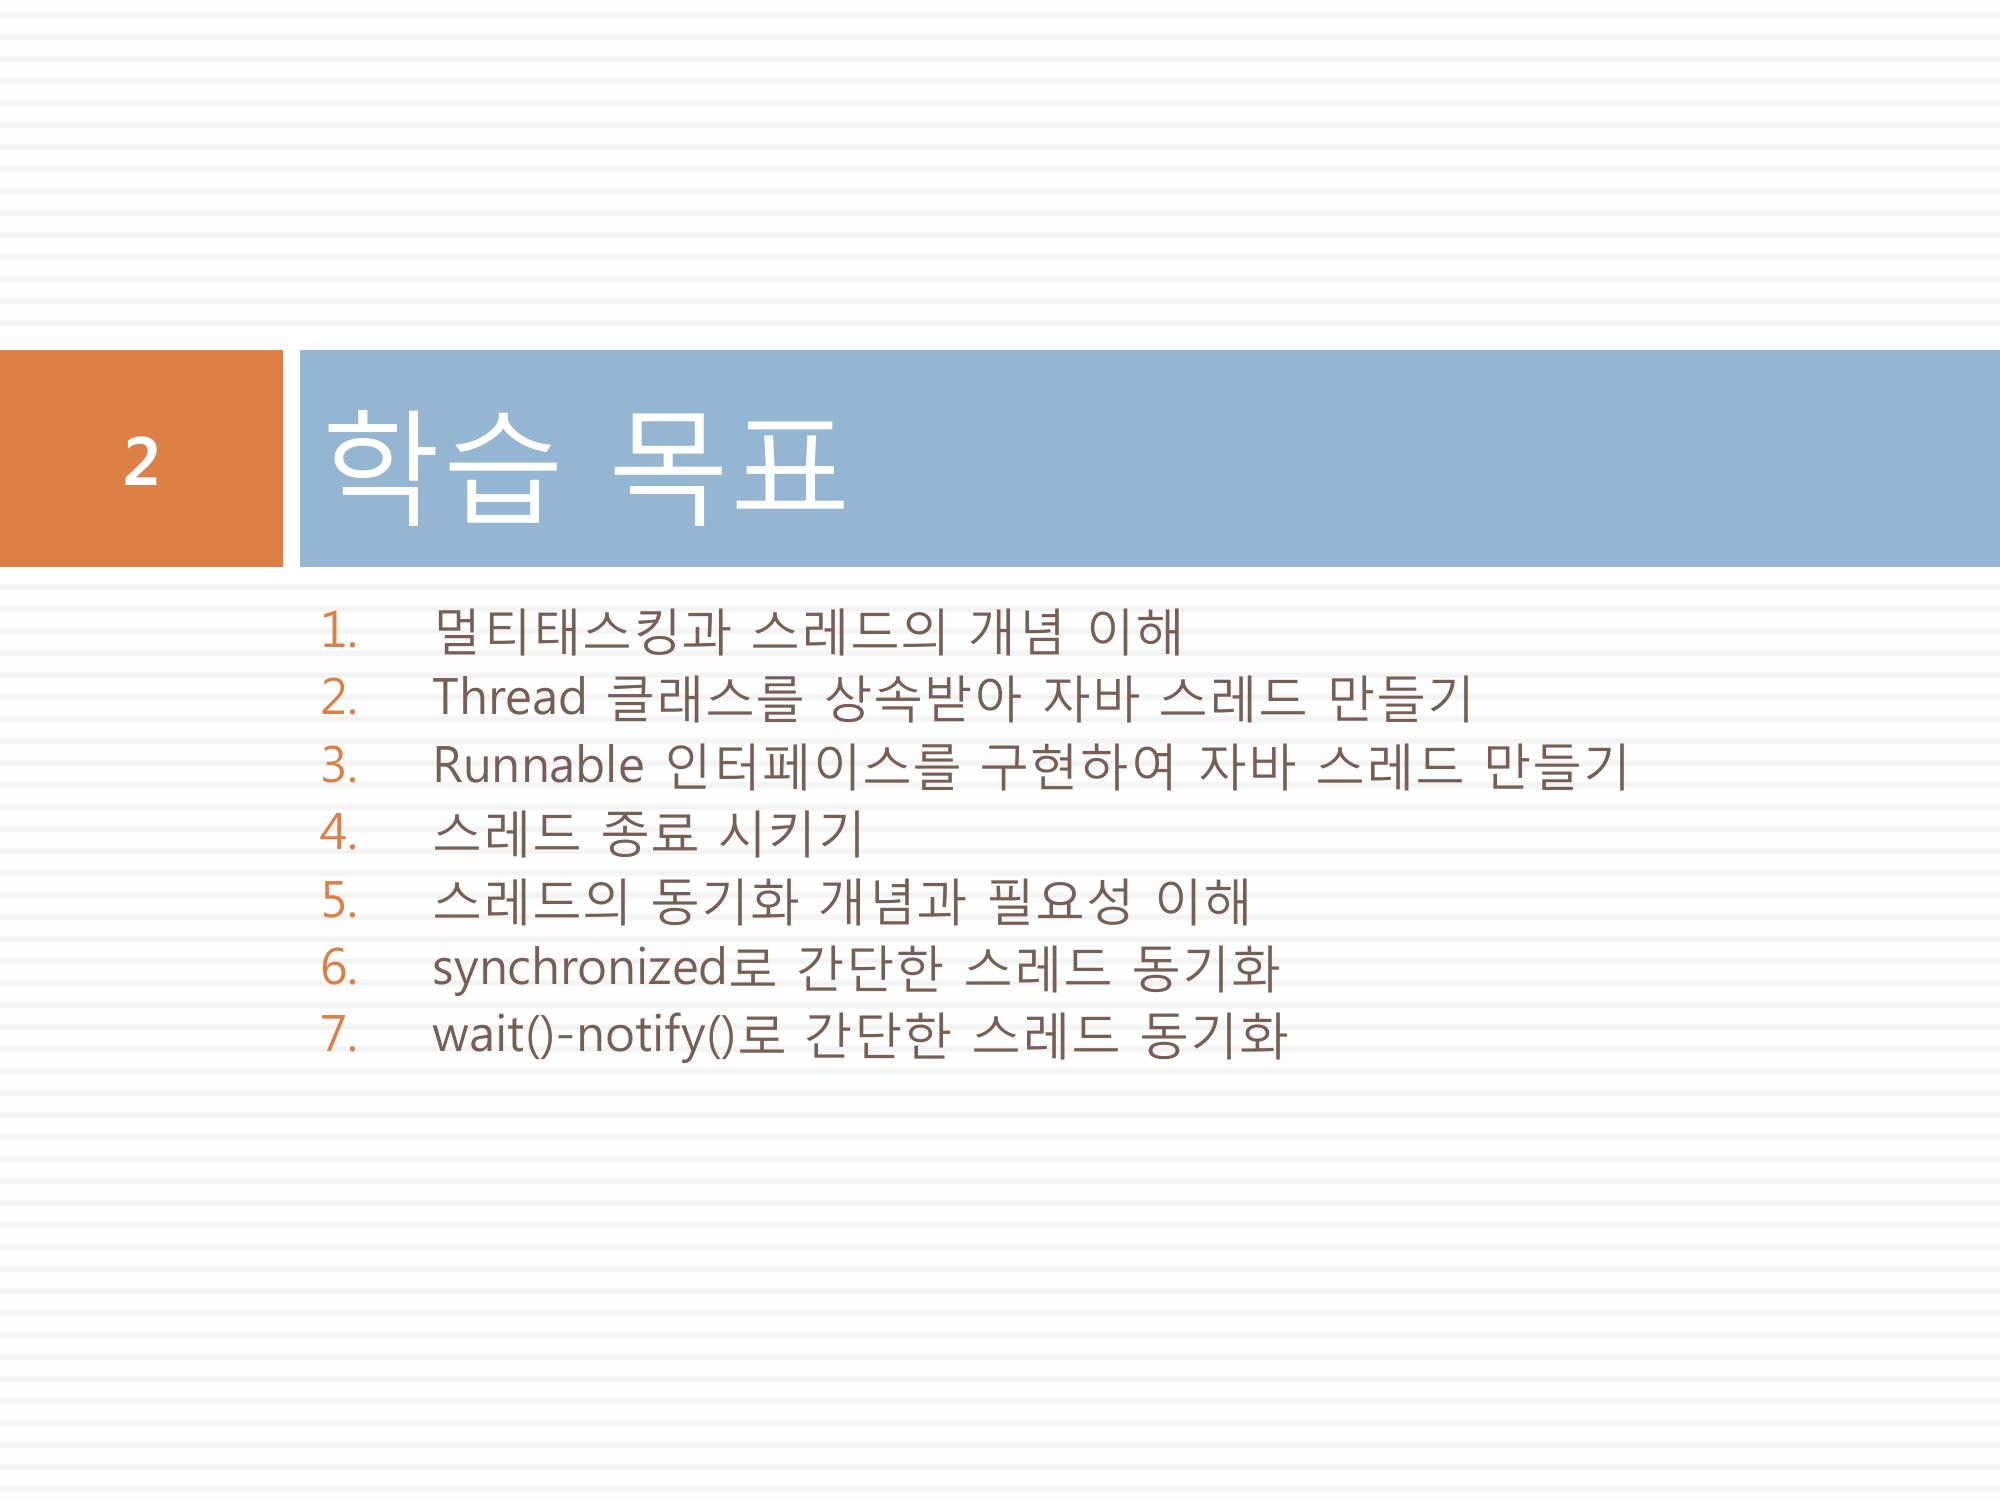 2
학습 목표
1. 멀티태스킹과 스레드의 개념 이해
2. Thread 클래스를 상속받아 자바 스레드 만들기
3. Runnable 인터페이스를 구현하여 자바 스레드 만들기
4. 스레드 종료 시키기
5. 스레드의 동기화 개념과 필요성 이해
6. synchronized로 간단한 스레드 동기화
7. wait()-notify()로 간단한 스레드 동기화